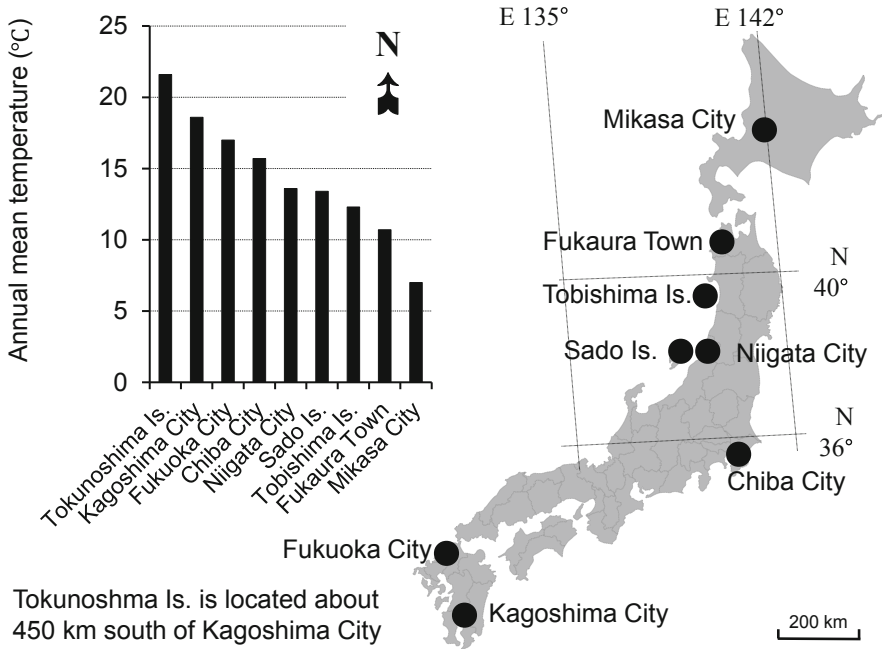 Annual mean temperature (°C)
25
20
15
10
5
0
Tokunoshima Is.
Kagoshima City
Fukuoka City
Chiba City
Niigata City
Sado Is.
Tobishima Is.
Fukaura Town
Mikasa City
N
E 135°
E 142°
Mikasa City
Fukaura Town
N
40°
Tobishima Is.
Sado Is.
Niigata City
N
36°
Chiba City
Fukuoka City
Kagoshima City
Tokunoshma Is. is located about
450 km south of Kagoshima City
200 km